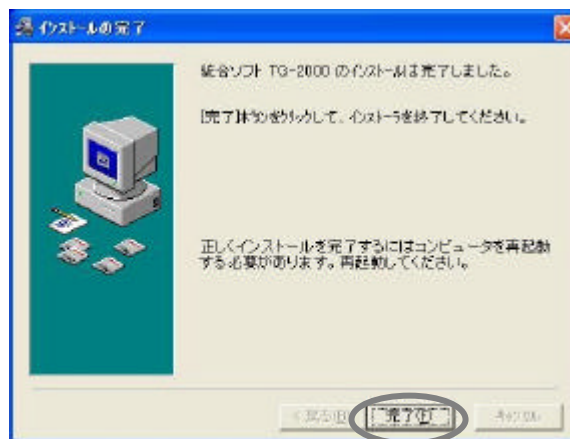 インストールの完了
統合ソフト TG-2000 のインストールは完了しました。
[完了]ボタンをクリックして、インストーラを終了してください。
正しくインストールを完了するにはコンピュータを再起動
する必要があります。再起動してください。
< 戻る(B)
完了(F)
キャンセル